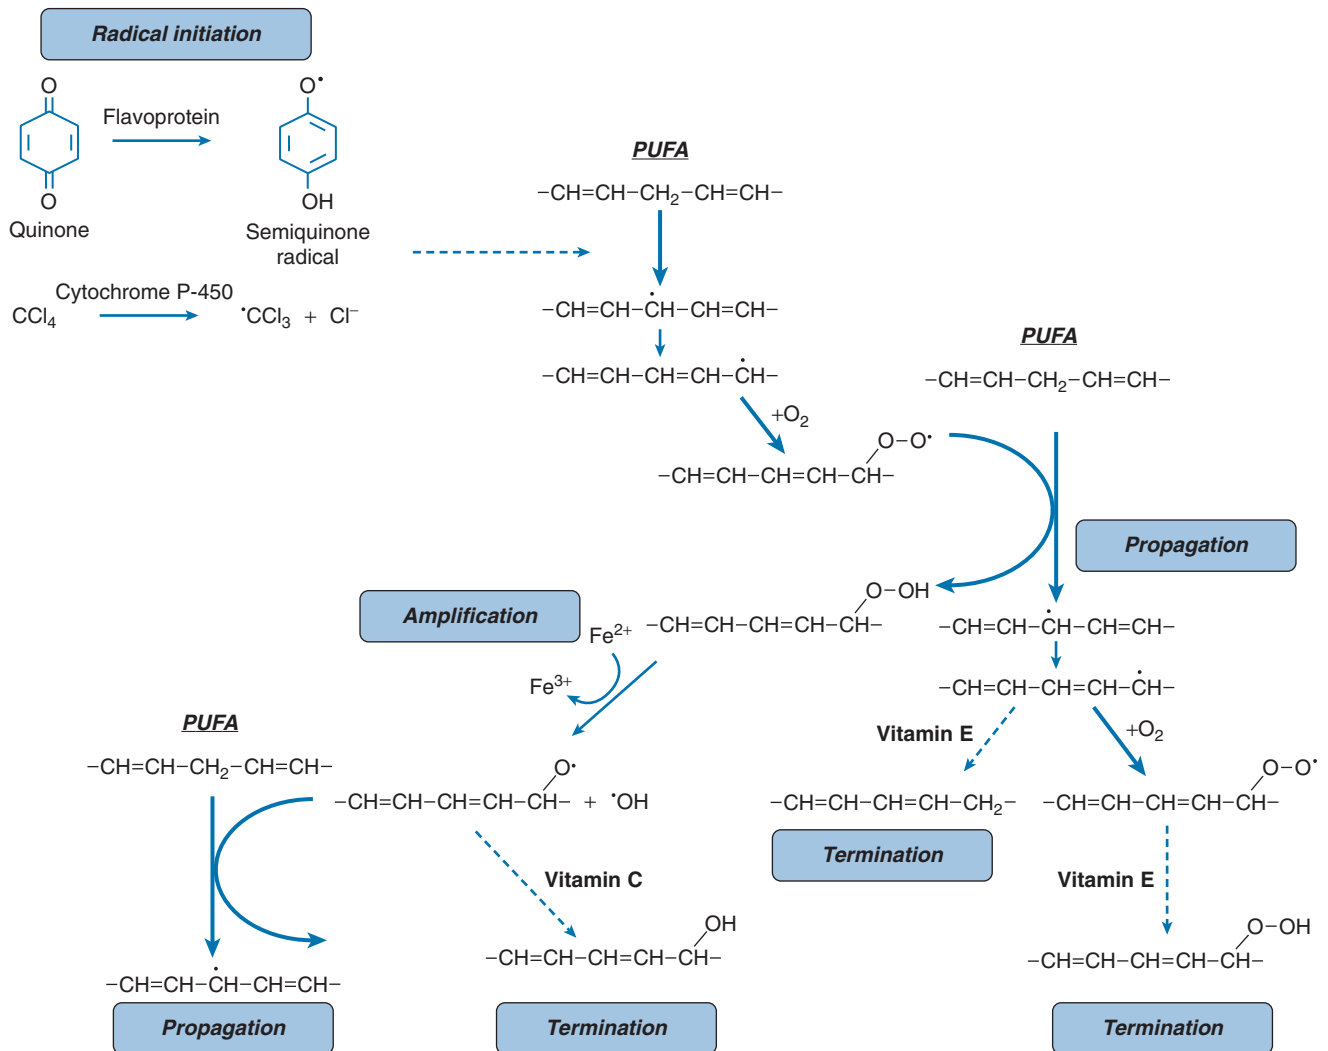 Radical initiation
O
O•
Flavoprotein
O
OH
Quinone
Semiquinone
radical
Cytochrome P-450
CCl₄
•CCl₃ + Cl⁻
PUFA
–CH=CH–CH₂–CH=CH–
–CH=CH–ĊH–CH=CH–
–CH=CH–CH=CH–ĊH–
+O₂
O–O•
–CH=CH–CH=CH–CH–
PUFA
–CH=CH–CH₂–CH=CH–
Propagation
O–OH
–CH=CH–CH=CH–CH–
Amplification
Fe²⁺
Fe³⁺
–CH=CH–ĊH–CH=CH–
–CH=CH–CH=CH–ĊH–
Vitamin E
+O₂
–CH=CH–CH=CH–CH₂–
Termination
O–O•
–CH=CH–CH=CH–CH–
Vitamin E
O–OH
–CH=CH–CH=CH–CH–
Termination
O•
–CH=CH–CH=CH–CH– + •OH
Vitamin C
OH
–CH=CH–CH=CH–CH–
Termination
PUFA
–CH=CH–CH₂–CH=CH–
–CH=CH–ĊH–CH=CH–
Propagation